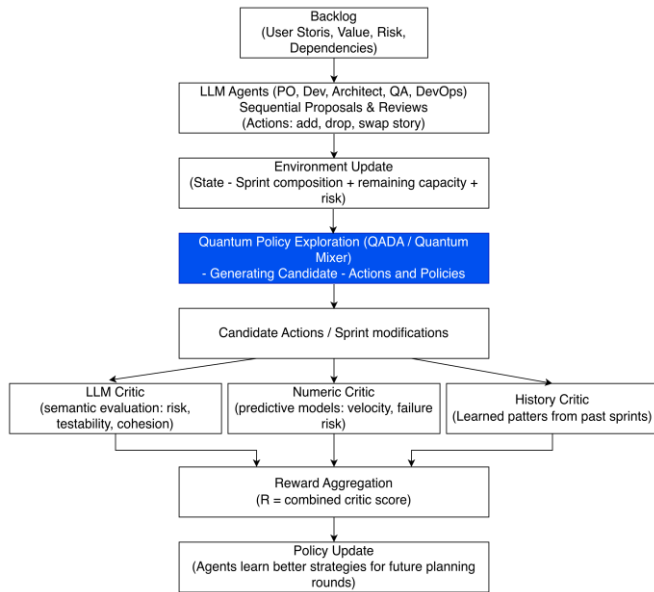 Backlog
(User Storis, Value, Risk,
Dependencies)
LLM Agents (PO, Dev, Architect, QA, DevOps)
Sequential Proposals & Reviews
(Actions: add, drop, swap story)
Environment Update
(State - Sprint composition + remaining capacity +
risk)
Quantum Policy Exploration (QADA / Quantum
Mixer)
- Generating Candidate - Actions and Policies
Candidate Actions / Sprint modifications
LLM Critic
(semantic evaluation: risk,
testability, cohesion)
Numeric Critic
(predictive models: velocity, failure
risk)
History Critic
(Learned patters from past sprints)
Reward Aggregation
(R = combined critic score)
Policy Update
(Agents learn better strategies for future planning
rounds)